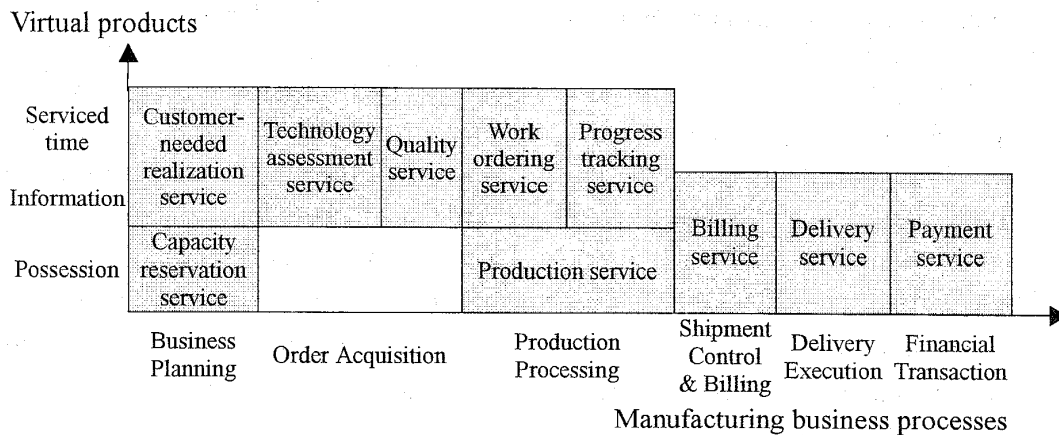 Virtual products
Serviced
time
Information
Possession
Customer-
needed
realization
service
Technology
assessment
service
Quality
service
Work
ordering
service
Progress
tracking
service
Capacity
reservation
service
Production service
Billing
service
Delivery
service
Payment
service
Business
Planning
Order Acquisition
Production
Processing
Shipment
Control
& Billing
Delivery
Execution
Financial
Transaction
Manufacturing business processes